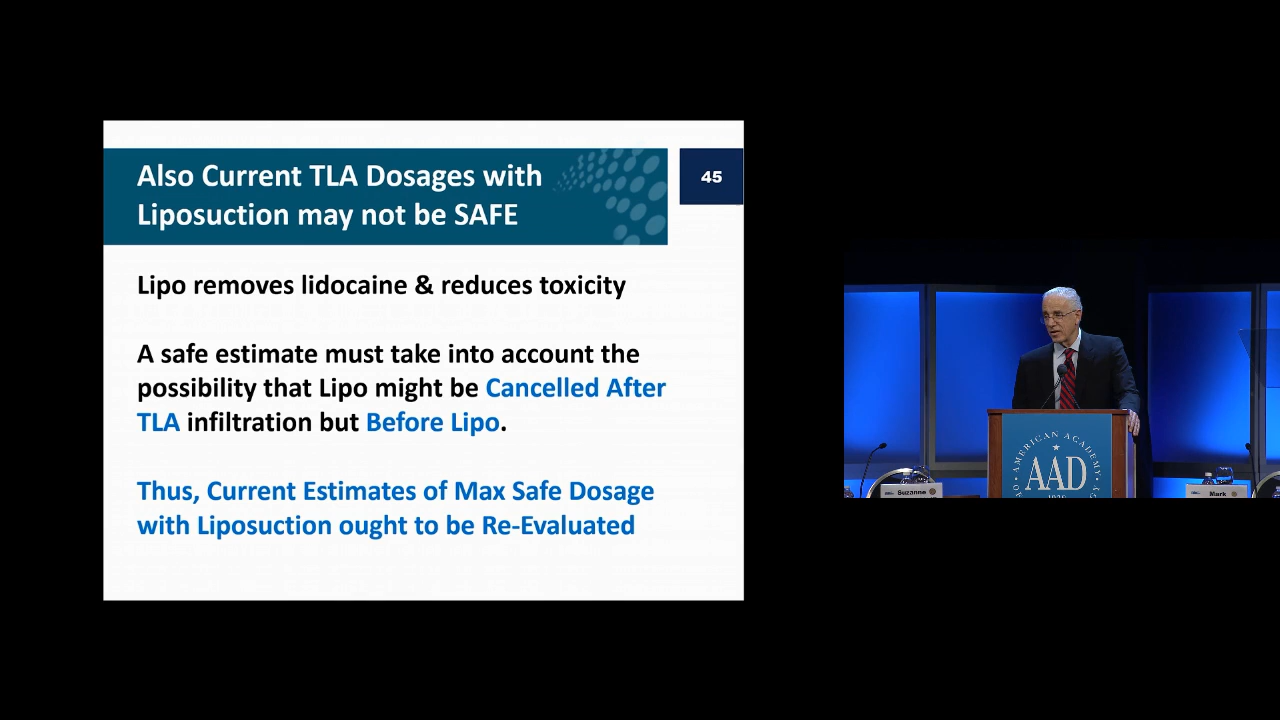 Also Current TLA Dosages with
Liposuction may not be SAFE
45
Lipo removes lidocaine & reduces toxicity
A safe estimate must take into account the
possibility that Lipo might be Cancelled After
TLA infiltration but Before Lipo.
Thus, Current Estimates of Max Safe Dosage
with Liposuction ought to be Re-Evaluated
AMERICAN ACADEMY
AAD
Suzanne
Mark